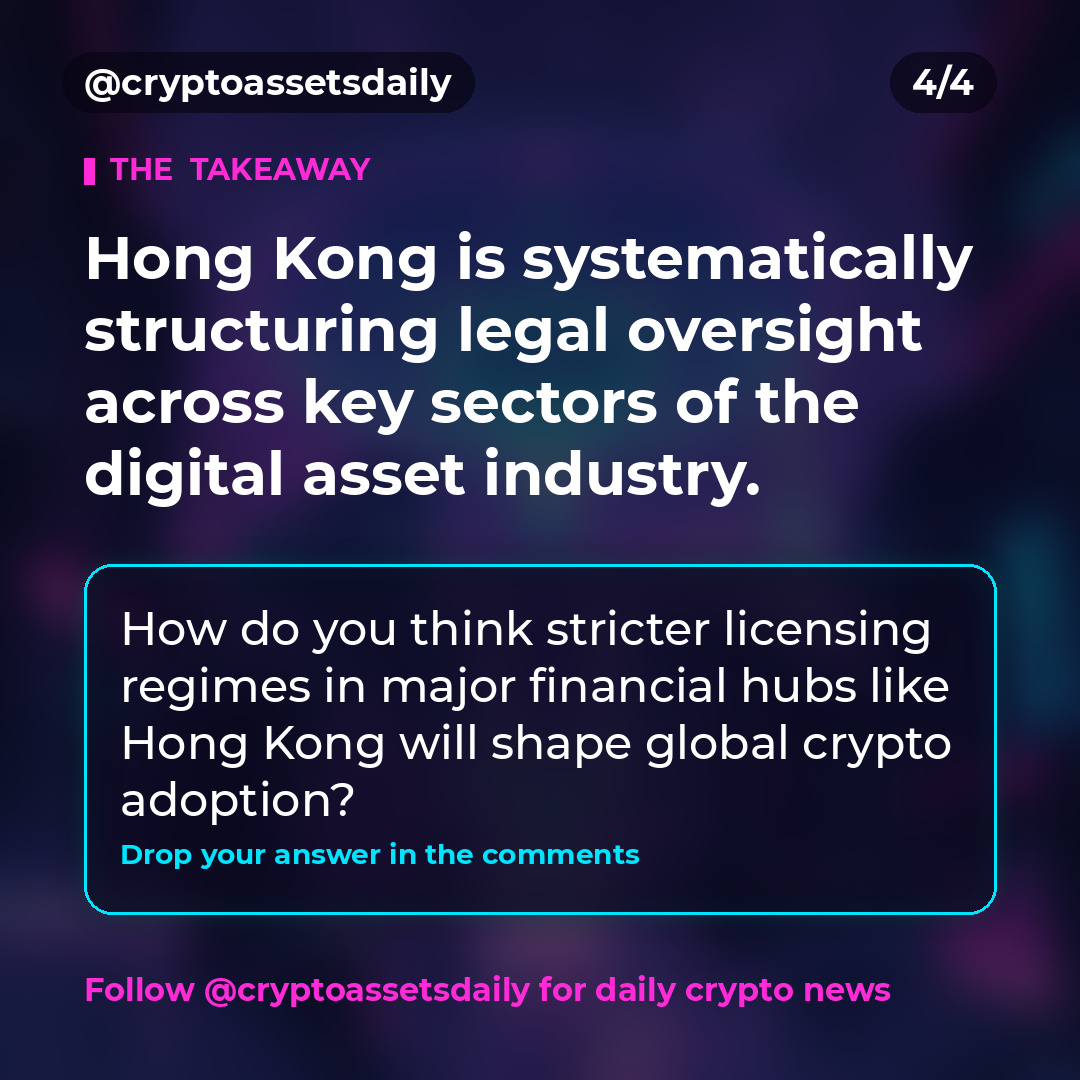 @cryptoassetsdaily
4/4
THE TAKEAWAY
Hong Kong is systematically
structuring legal oversight
across key sectors of the
digital asset industry.
How do you think stricter licensing
regimes in major financial hubs like
Hong Kong will shape global crypto
adoption?
Drop your answer in the comments
Follow @cryptoassetsdaily for daily crypto news